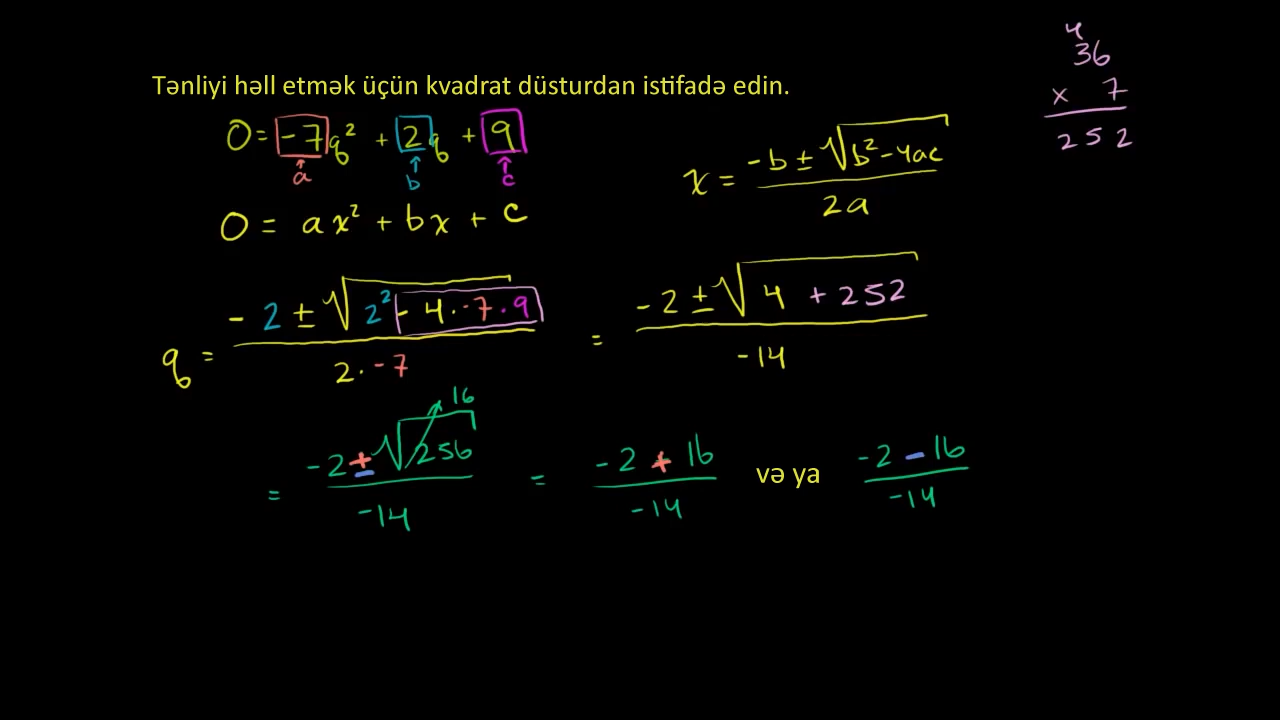 Tənliyi həll etmək üçün kvadrat düsturdan istifadə edin.
0 = -7q² + 2q + 9
a b c
0 = ax² + bx + c
x = (-b ± √(b² - 4ac)) / 2a
4
36
x 7
252
q = (-2 ± √(2² - 4 · -7 · 9)) / (2 · -7) = (-2 ± √(4 + 252)) / -14
16
= (-2 ± √256) / -14 = (-2 + 16) / -14 və ya (-2 - 16) / -14